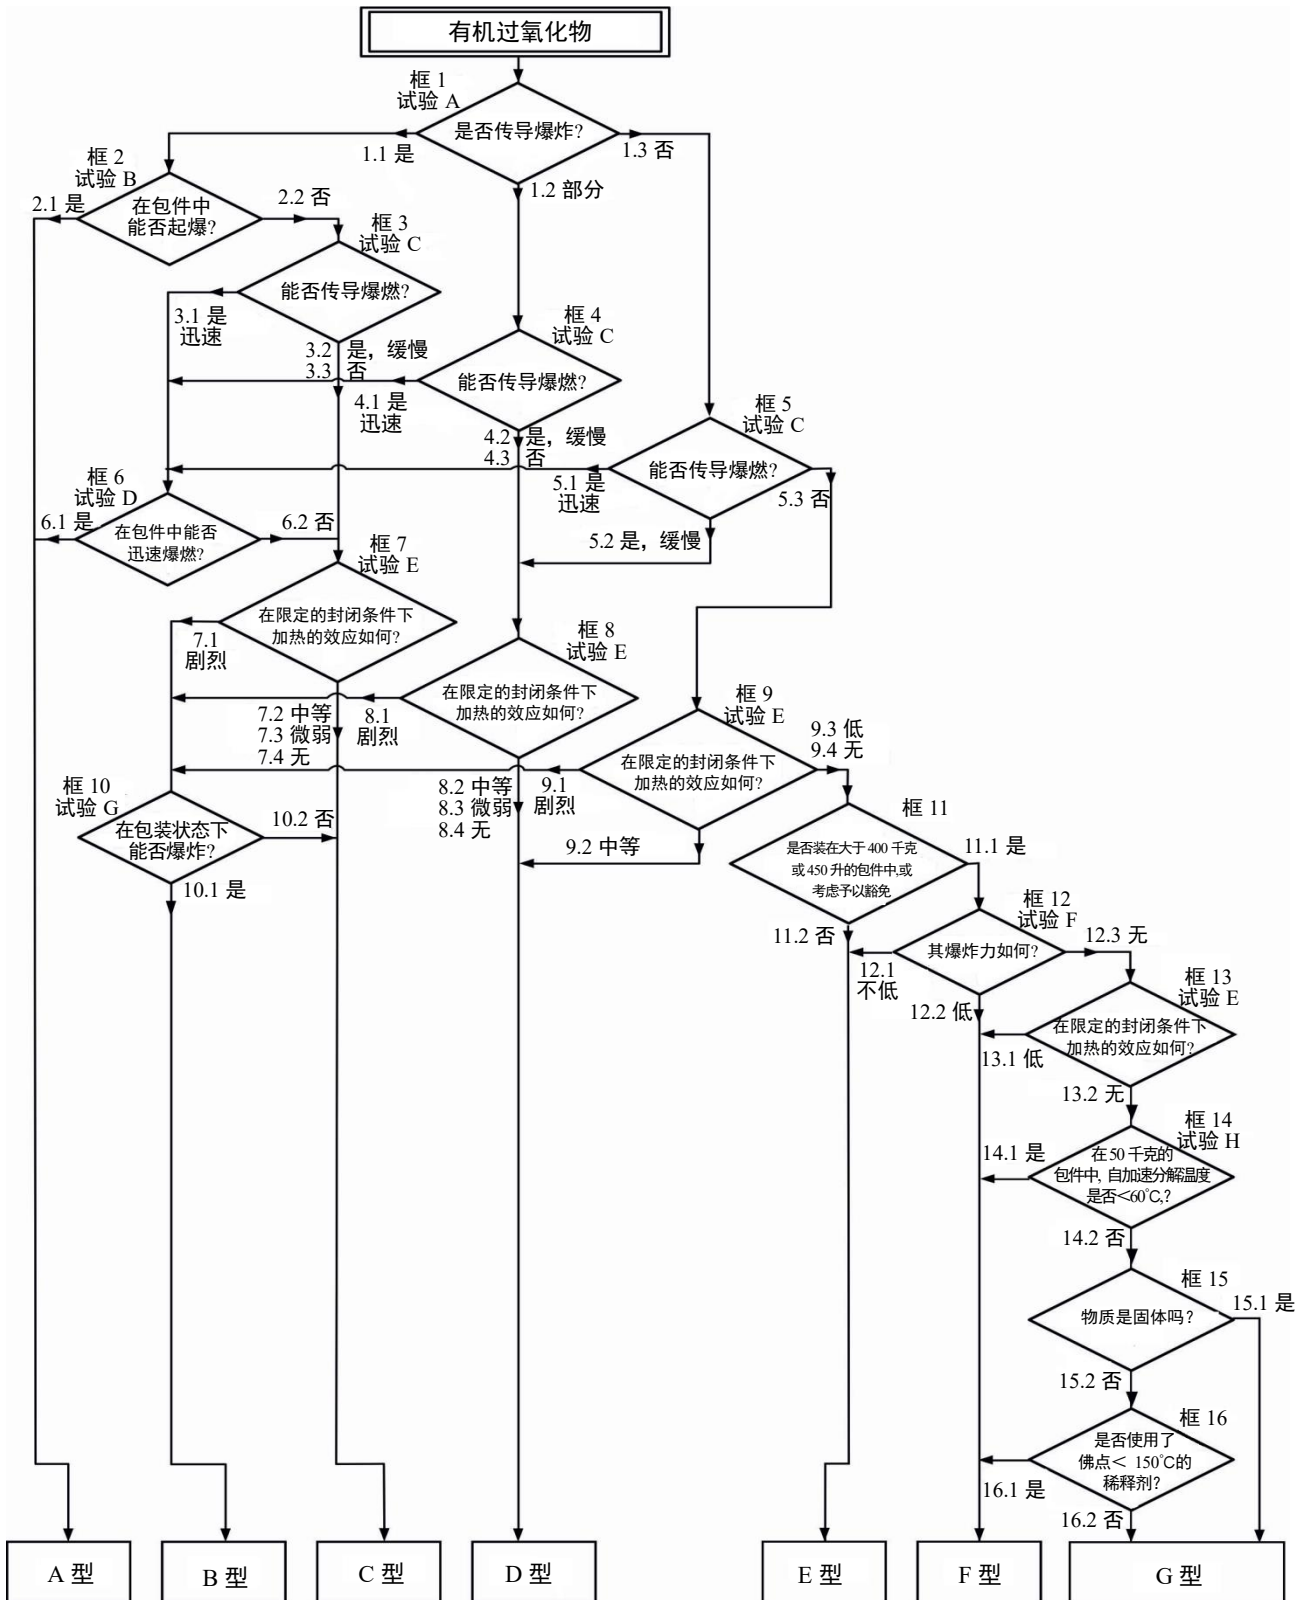 有机过氧化物
框 1
试验 A
是否传导爆炸?
1.1 是
1.3 否
1.2 部分
框 2
试验 B
2.1 是
在包件中
能否起爆?
2.2 否
框 3
试验 C
能否传导爆燃?
3.1 是
迅速
3.2 是，缓慢
3.3 否
框 4
试验 C
能否传导爆燃?
4.1 是
迅速
4.2 是，缓慢
4.3 否
框 5
试验 C
能否传导爆燃?
5.1 是
迅速
5.3 否
5.2 是，缓慢
框 6
试验 D
6.1 是
在包件中能否
迅速爆燃?
6.2 否
框 7
试验 E
在限定的封闭条件下
加热的效应如何?
7.1
剧烈
7.2 中等
7.3 微弱
7.4 无
框 8
试验 E
在限定的封闭条件下
加热的效应如何?
8.1
剧烈
8.2 中等
8.3 微弱
8.4 无
框 9
试验 E
在限定的封闭条件下
加热的效应如何?
9.3 低
9.4 无
9.1
剧烈
9.2 中等
框 10
试验 G
在包装状态下
能否爆炸?
10.2 否
10.1 是
框 11
是否装在大于 400 千克
或 450 升的包件中,或
考虑予以豁免
11.1 是
11.2 否
框 12
试验 F
其爆炸力如何?
12.3 无
12.1
不低
12.2 低
框 13
试验 E
在限定的封闭条件下
加热的效应如何?
13.1 低
13.2 无
框 14
试验 H
14.1 是
在 50 千克的
包件中, 自加速分解温度
是否＜60℃,?
14.2 否
框 15
物质是固体吗?
15.1 是
15.2 否
框 16
是否使用了
佛点＜ 150℃的
稀释剂?
16.1 是
16.2 否
A 型
B 型
C 型
D 型
E 型
F 型
G 型